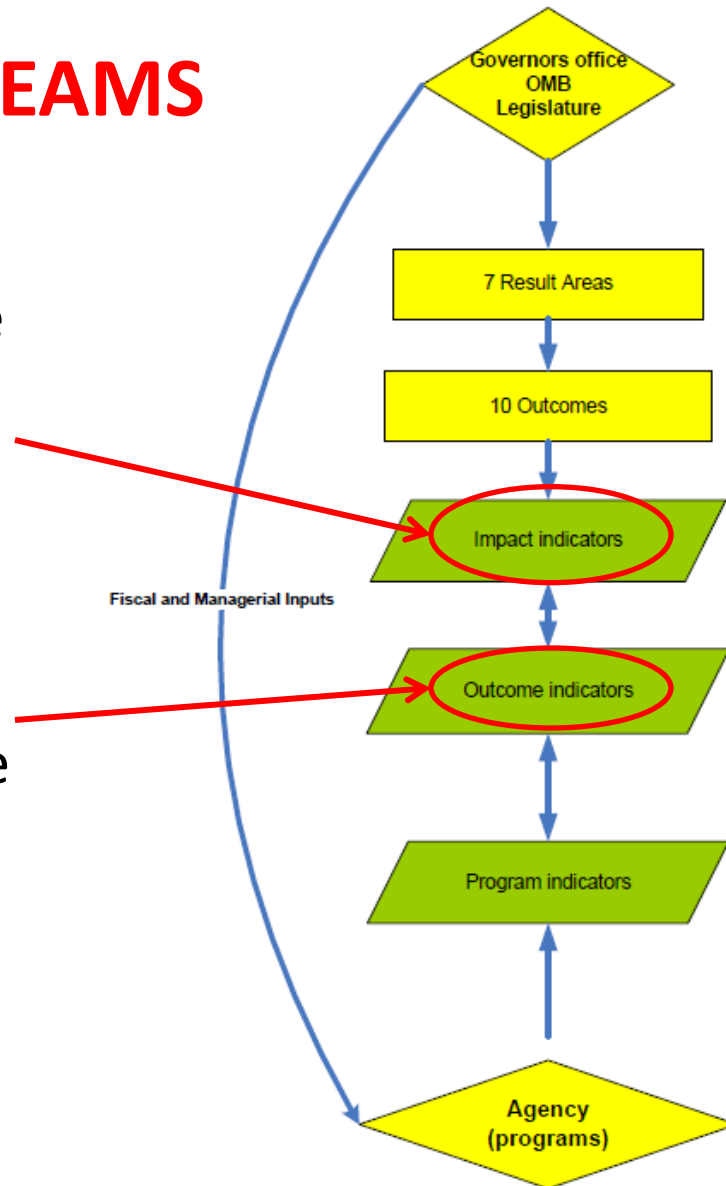 EAMS
Governors office
OMB
Legislature
7 Result Areas
e
10 Outcomes
Impact indicators
Fiscal and Managerial Inputs
Outcome indicators
e
Program indicators
Agency
(programs)